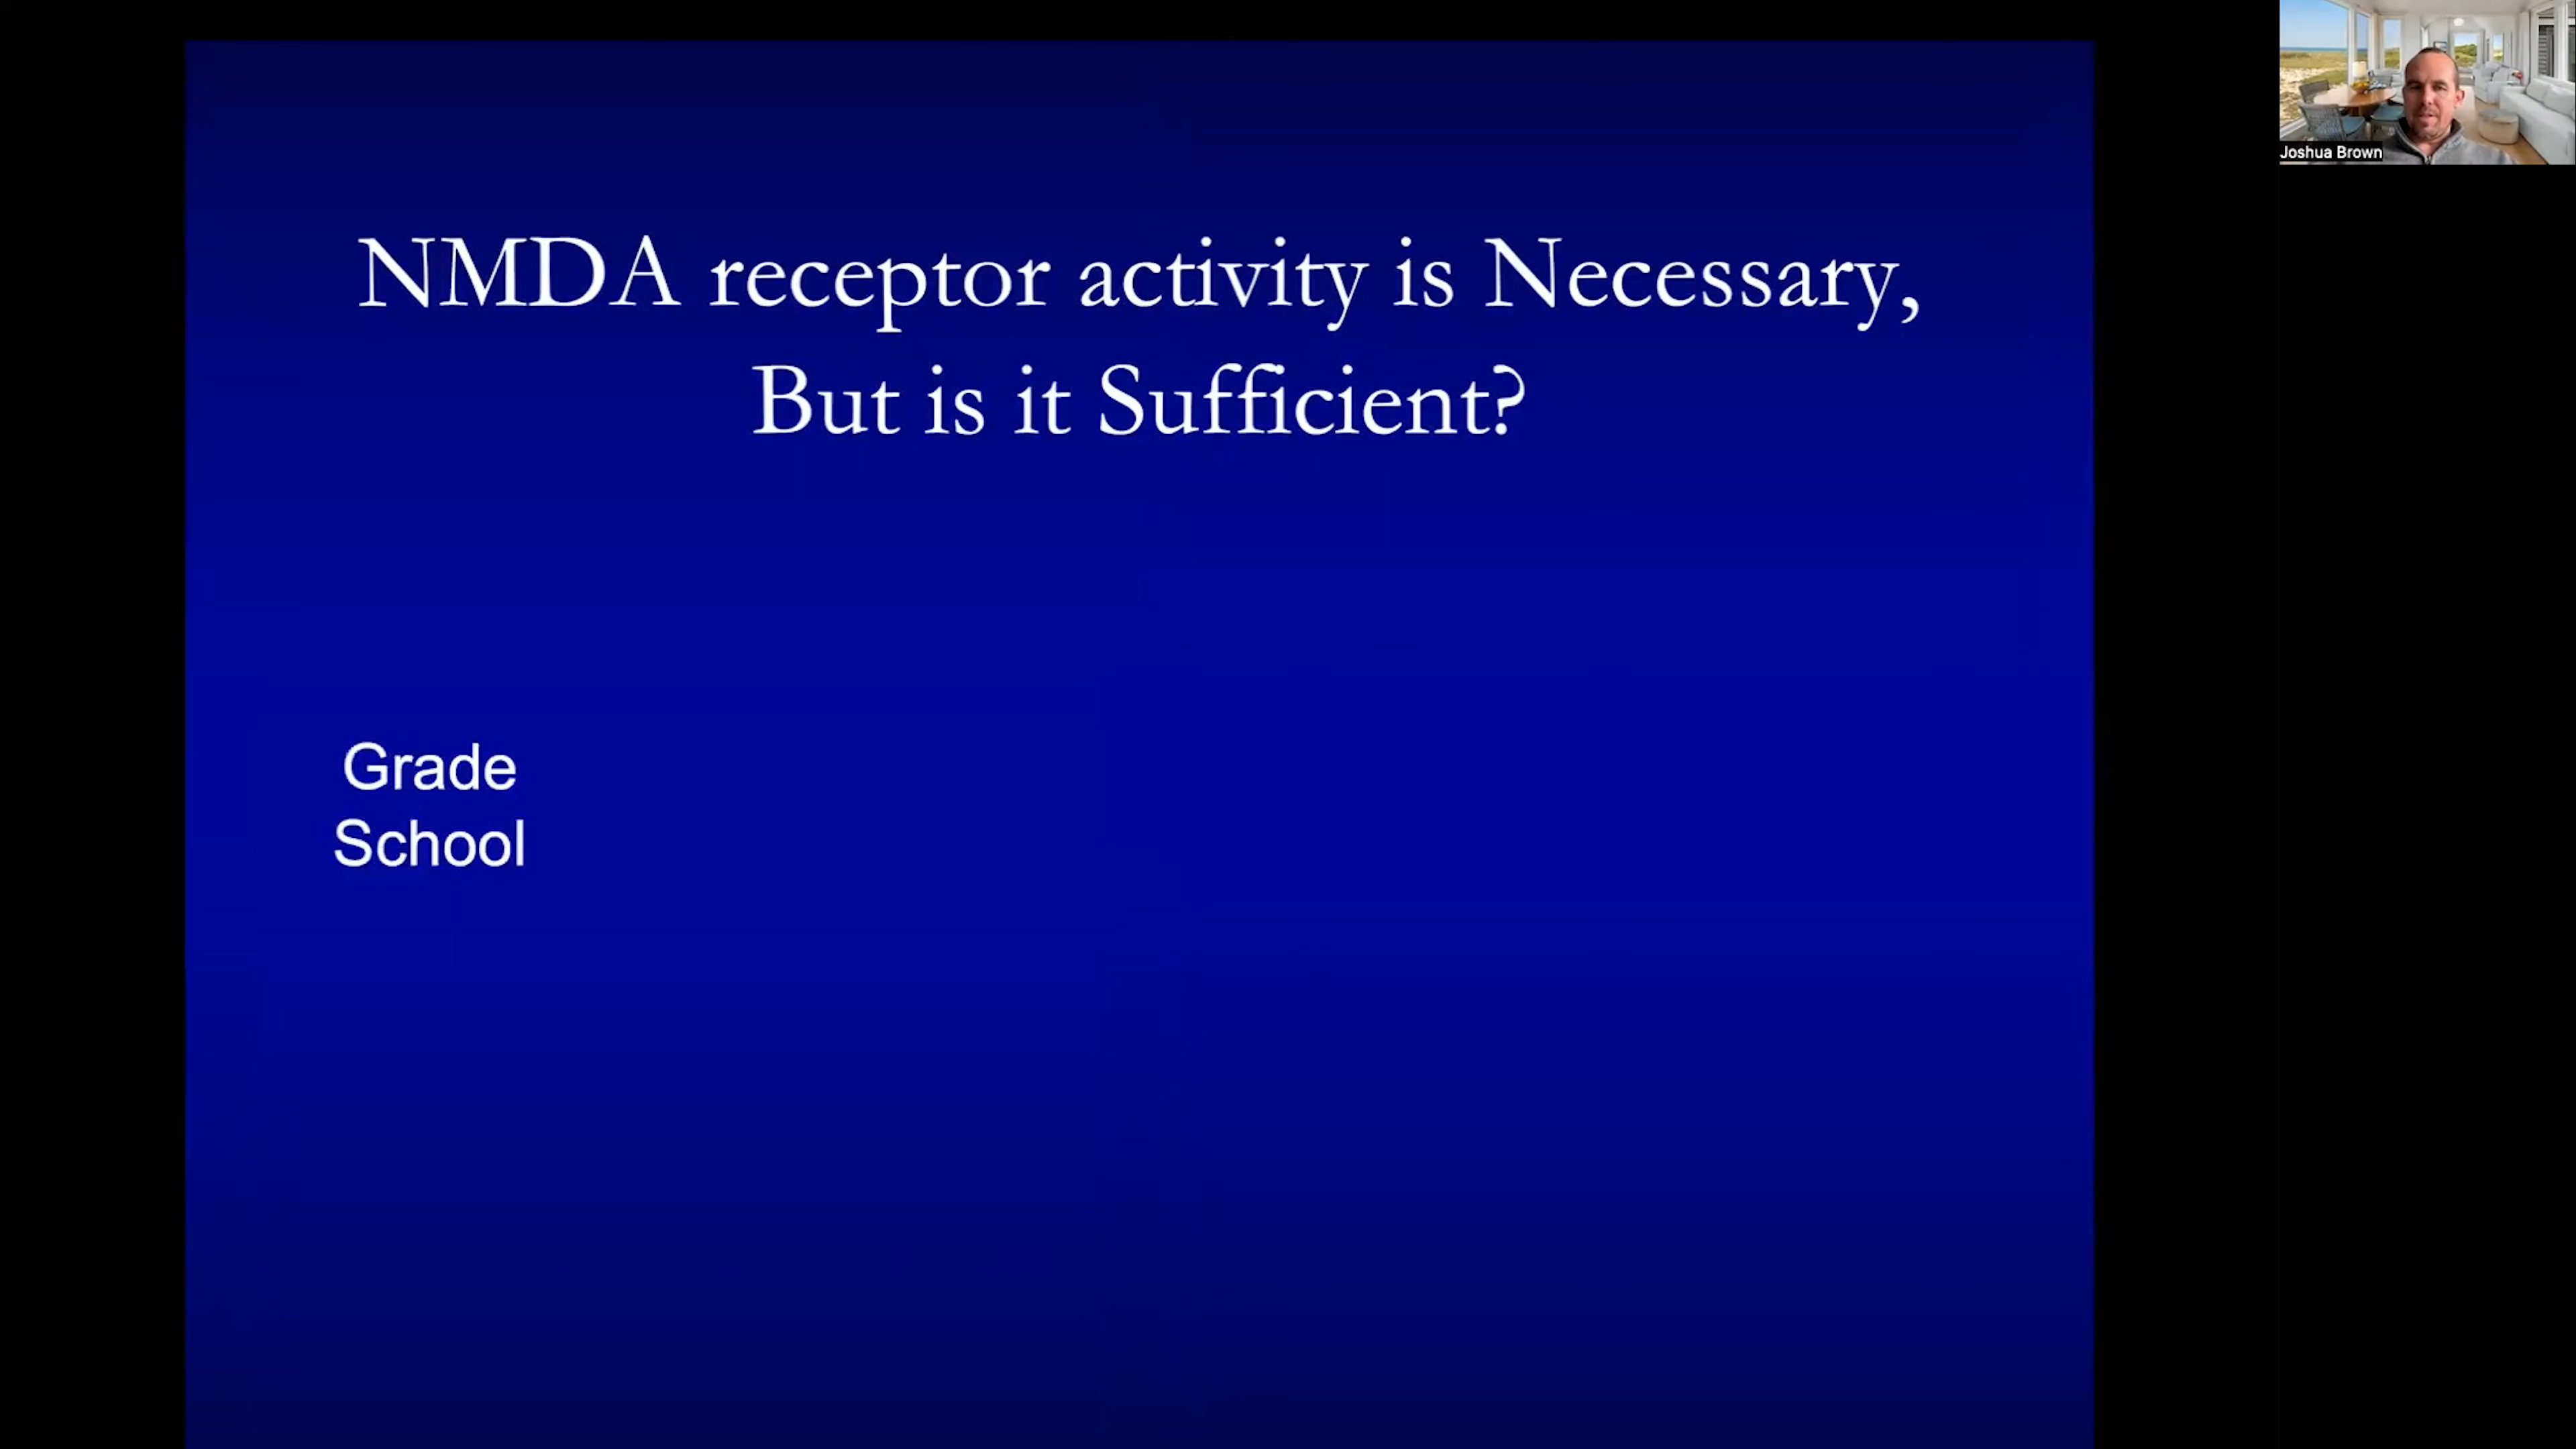 NMDA receptor activity is Necessary,
But is it Sufficient?
Grade
School
Joshua Brown